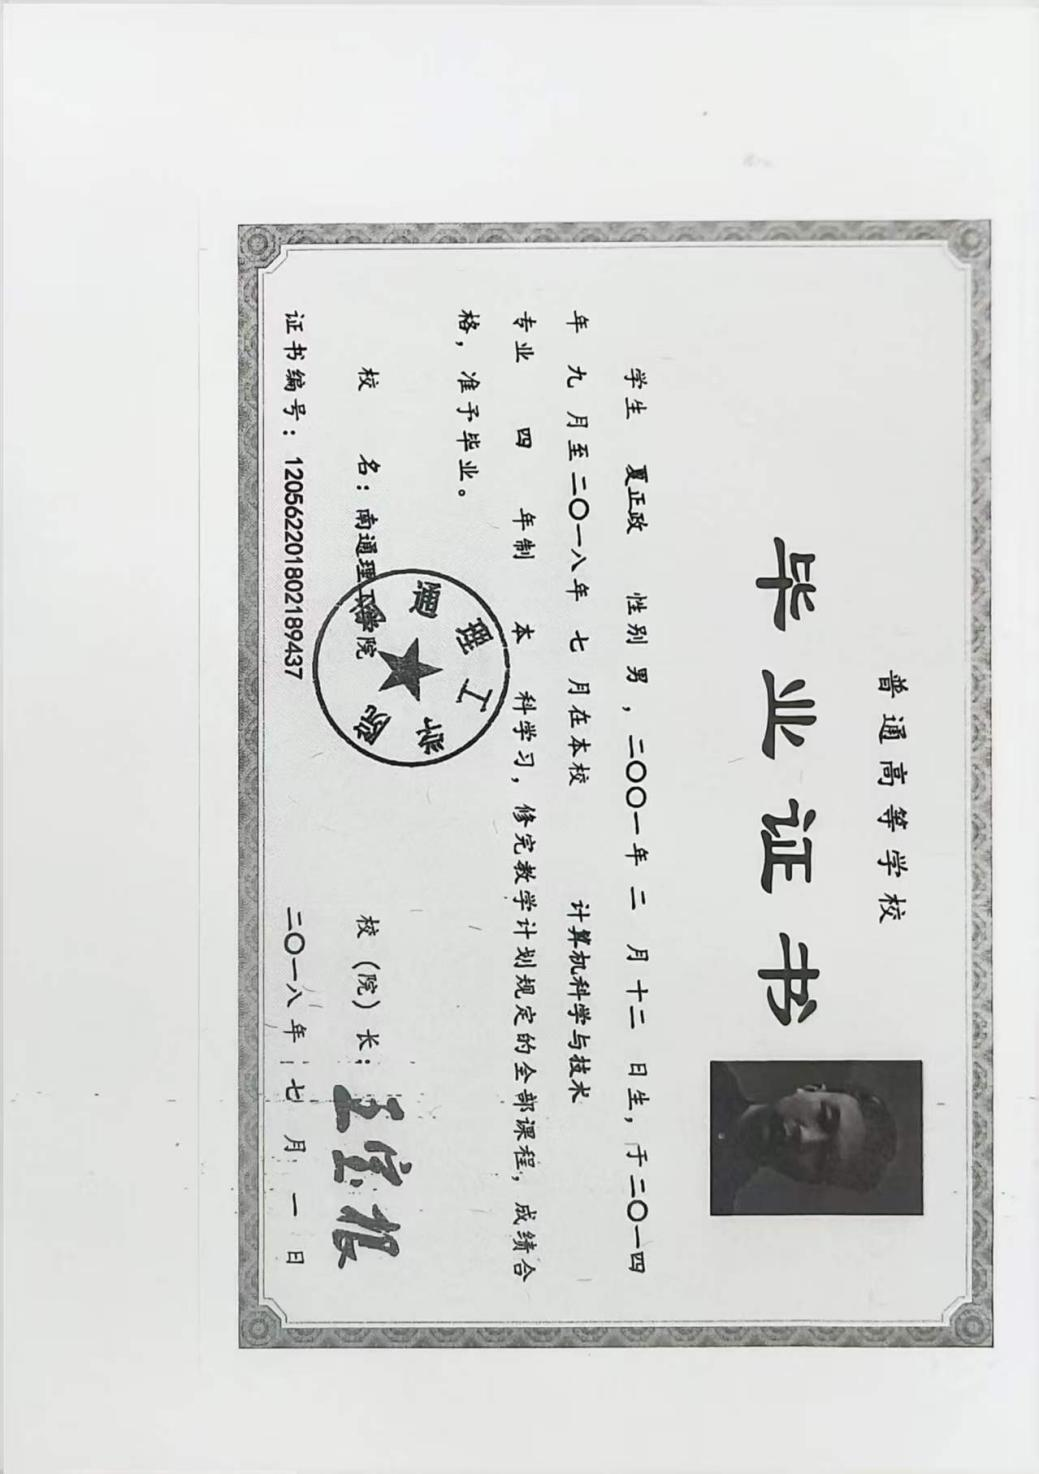 普通高等学校
毕业证书
学生 夏正政 性别 男，二〇〇一年 二 月 十二 日生，于二〇一四
年 九 月至二〇一八年 七 月在本校 计算机科学与技术
专业 四 年制 本 科学习，修完教学计划规定的全部课程，成绩合
格，准予毕业。
校 名：南通理工学院 校（院）长：
通理工学院
证书编号：120562201802189437 二〇一八年 七 月 一 日